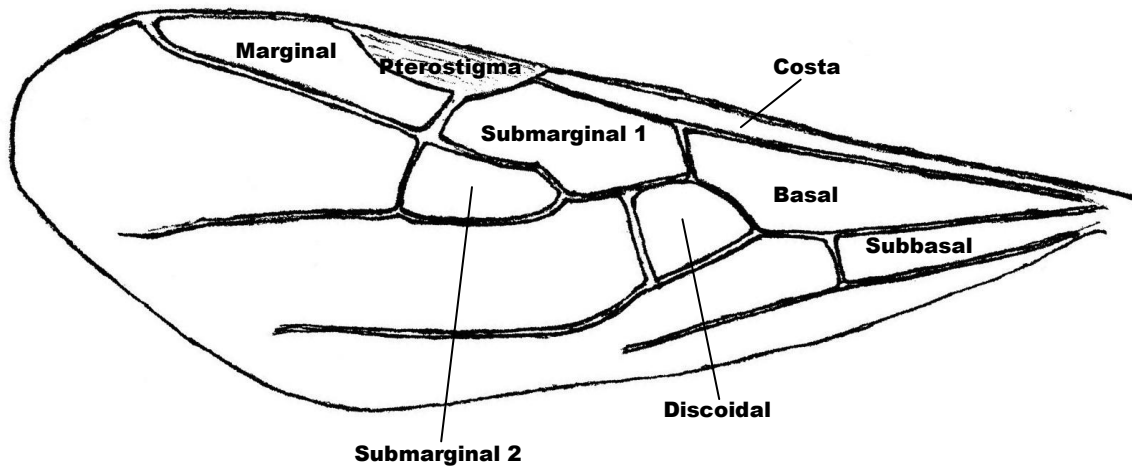 Marginal
Pterostigma
Costa
Submarginal 1
Basal
Subbasal
Discoidal
Submarginal 2